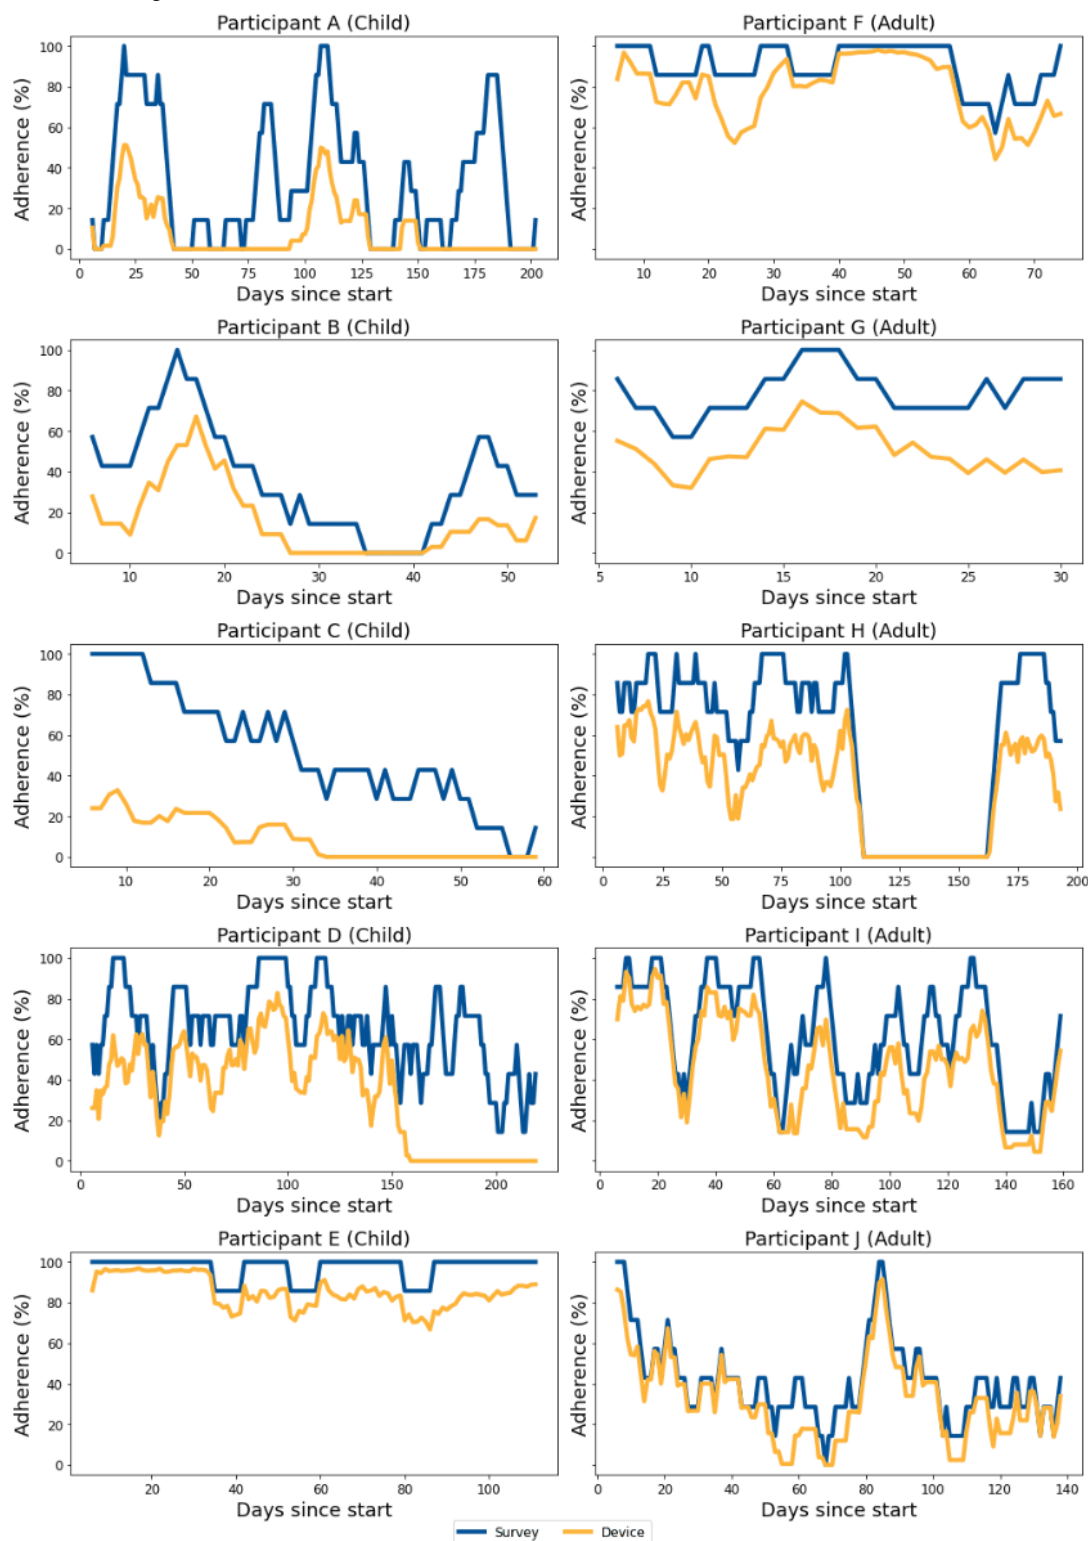 Participant A (Child)
Participant F (Adult)
100
80
60
40
20
0
Adherence (%)
Adherence (%)
0 25 50 75 100 125 150 175 200
10 20 30 40 50 60 70
Days since start
Days since start
Participant B (Child)
Participant G (Adult)
100
80
60
40
20
0
Adherence (%)
Adherence (%)
10 20 30 40 50
5 10 15 20 25 30
Days since start
Days since start
Participant C (Child)
Participant H (Adult)
100
80
60
40
20
0
Adherence (%)
Adherence (%)
10 20 30 40 50 60
0 25 50 75 100 125 150 175 200
Days since start
Days since start
Participant D (Child)
Participant I (Adult)
100
80
60
40
20
0
Adherence (%)
Adherence (%)
0 50 100 150 200
0 20 40 60 80 100 120 140 160
Days since start
Days since start
Participant E (Child)
Participant J (Adult)
100
80
60
40
20
0
Adherence (%)
Adherence (%)
20 40 60 80 100
0 20 40 60 80 100 120 140
Days since start
Days since start
Survey Device